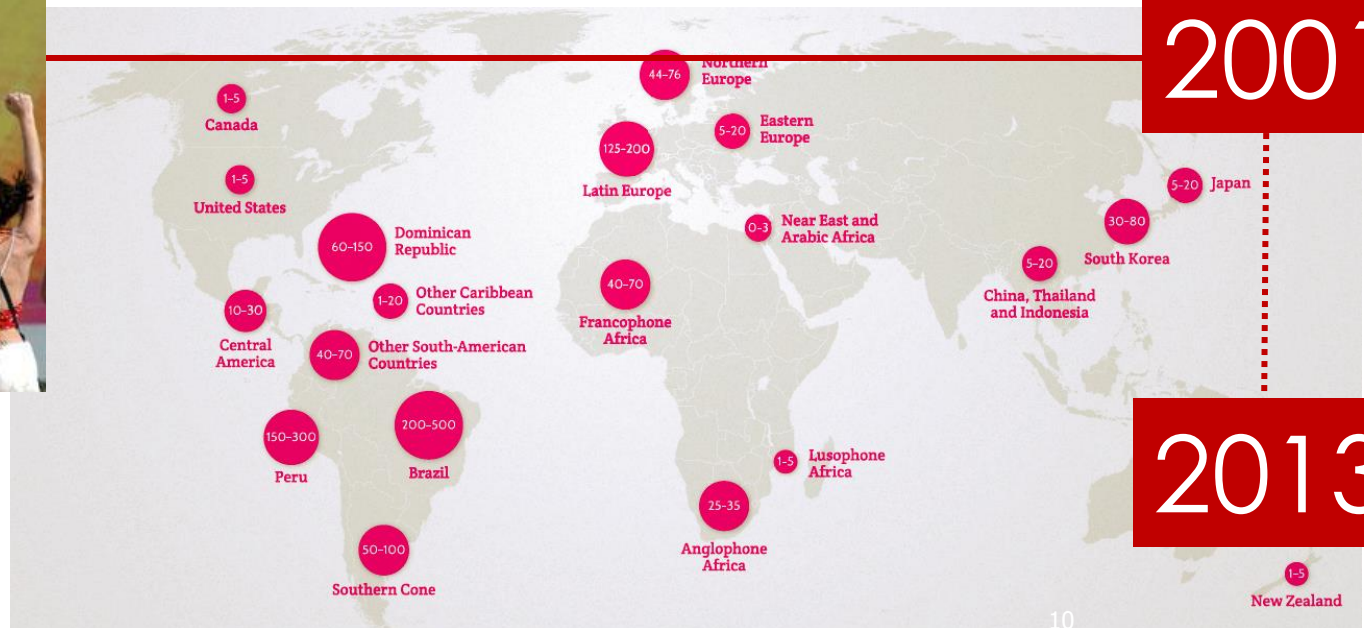 200
44-76
Northern
Europe
1-5
Canada
5-20
Eastern
Europe
125-200
Latin Europe
1-5
United States
5-20
Japan
60-150
Dominican
Republic
0-3
Near East and
Arabic Africa
30-80
South Korea
5-20
China, Thailand
and Indonesia
1-20
Other Caribbean
Countries
40-70
Francophone
Africa
10-30
Central
America
40-70
Other South-American
Countries
150-300
Peru
200-500
Brazil
1-5
Lusophone
Africa
2013
25-35
Anglophone
Africa
50-100
Southern Cone
1-5
New Zealand
10